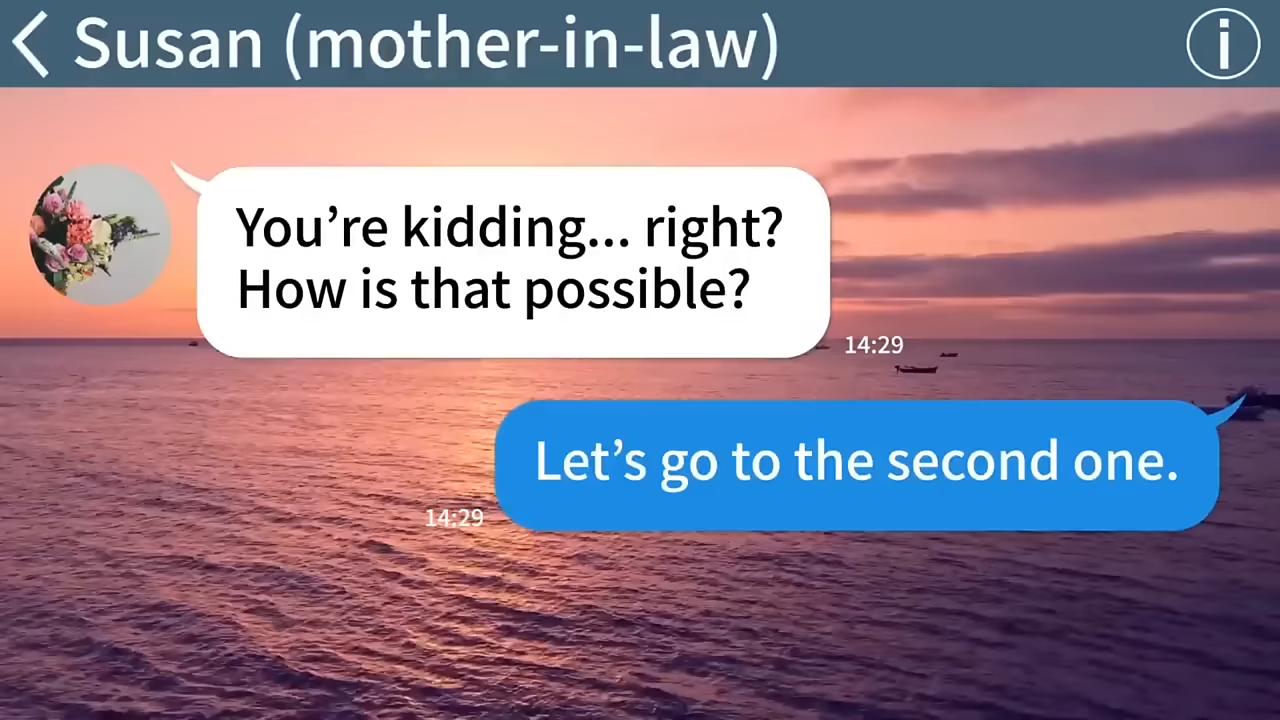 Susan (mother-in-law)
You’re kidding... right?
How is that possible?
14:29
Let’s go to the second one.
14:29